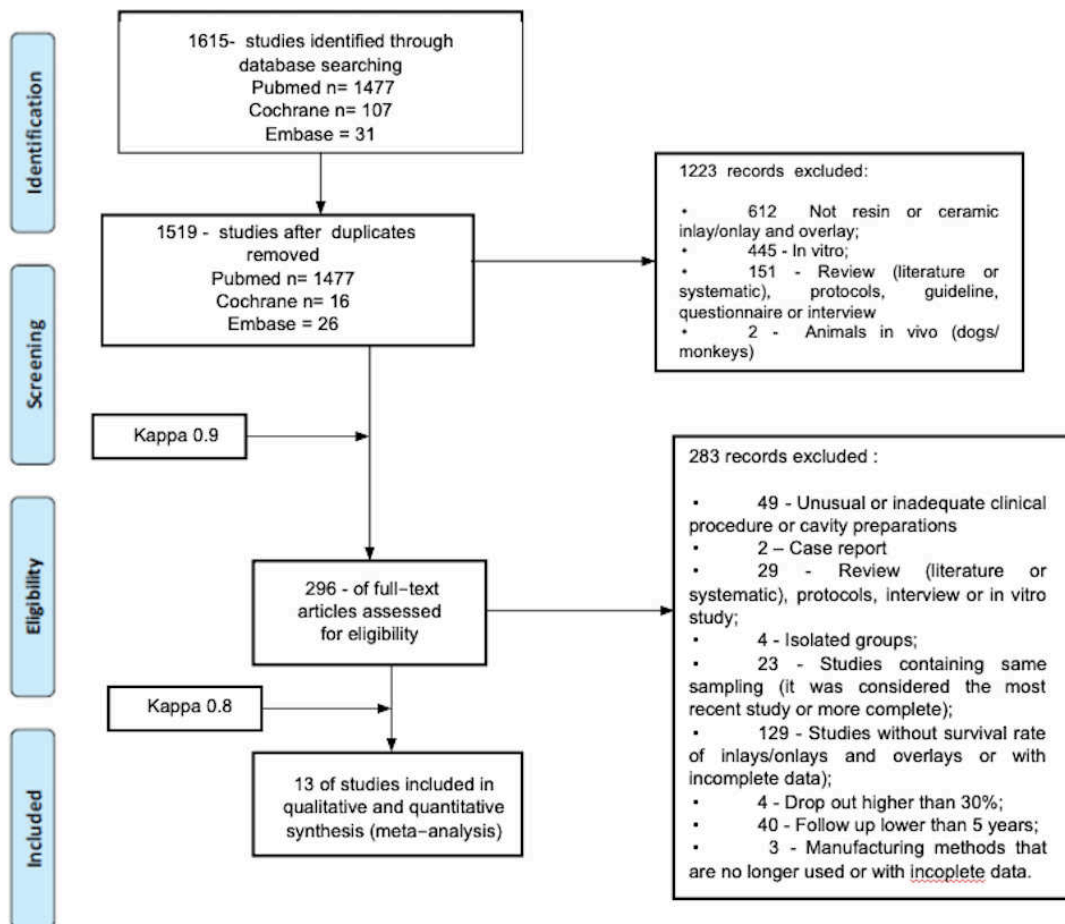 Identification
1615- studies identified through
database searching
Pubmed n= 1477
Cochrane n= 107
Embase = 31
1519 - studies after duplicates
removed
Pubmed n= 1477
Cochrane n= 16
Embase = 26
1223 records excluded:
• 612 Not resin or ceramic
inlay/onlay and overlay;
• 445 - In vitro;
• 151 - Review (literature or
systematic), protocols, guideline,
questionnaire or interview
• 2 - Animals in vivo (dogs/
monkeys)
Screening
Kappa 0.9
Eligibility
296 - of full-text
articles assessed
for eligibility
283 records excluded :
• 49 - Unusual or inadequate clinical
procedure or cavity preparations
• 2 – Case report
• 29 - Review (literature or
systematic), protocols, interview or in vitro
study;
• 4 - Isolated groups;
• 23 - Studies containing same
sampling (it was considered the most
recent study or more complete);
• 129 - Studies without survival rate
of inlays/onlays and overlays or with
incomplete data);
• 4 - Drop out higher than 30%;
• 40 - Follow up lower than 5 years;
• 3 - Manufacturing methods that
are no longer used or with incoplete data.
Kappa 0.8
Included
13 of studies included in
qualitative and quantitative
synthesis (meta-analysis)